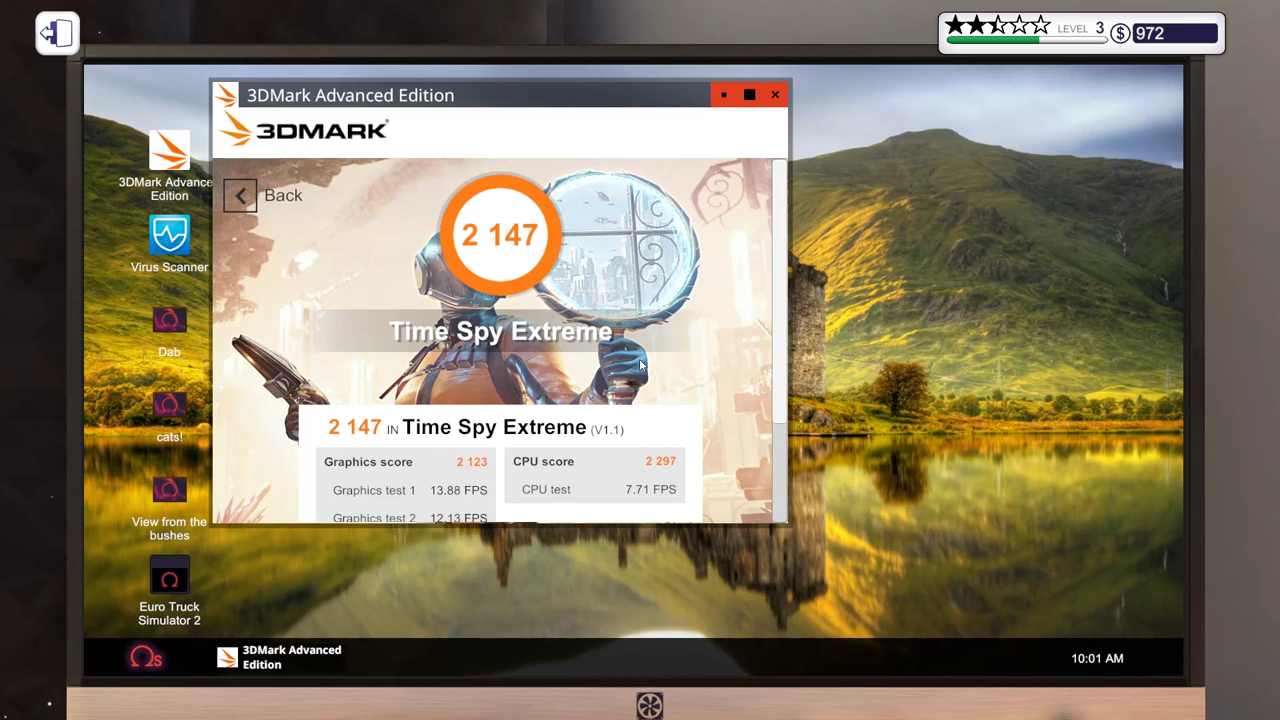 LEVEL 3
$ 972
3DMark Advanced Edition
3DMARK
Back
2 147
Time Spy Extreme
2 147 IN Time Spy Extreme (V1.1)
Graphics score 2 123
Graphics test 1 13.88 FPS
Graphics test 2 12.13 FPS
CPU score 2 297
CPU test 7.71 FPS
3DMark Advance
Edition
Virus Scanner
Dab
cats!
View from the
bushes
Euro Truck
Simulator 2
Ωs
3DMark Advanced
Edition
10:01 AM